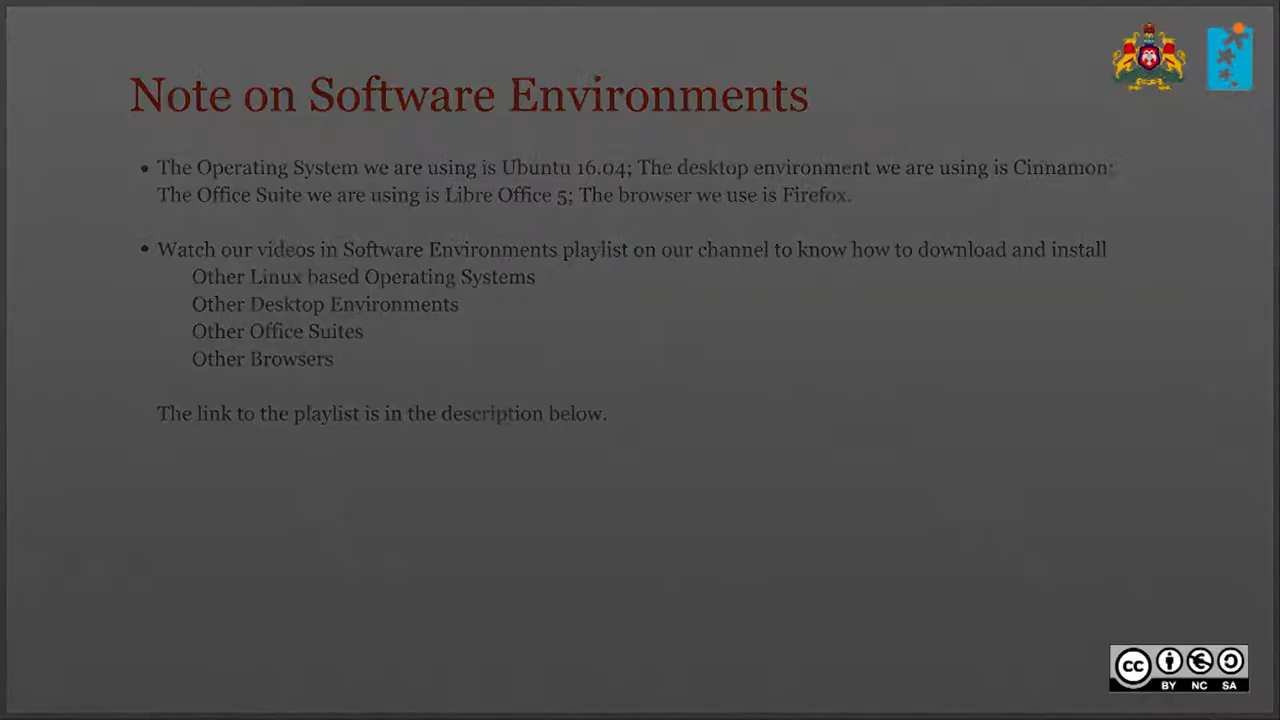 Note on Software Environments
• The Operating System we are using is Ubuntu 16.04; The desktop environment we are using is Cinnamon;
The Office Suite we are using is Libre Office 5; The browser we use is Firefox.
• Watch our videos in Software Environments playlist on our channel to know how to download and install
Other Linux based Operating Systems
Other Desktop Environments
Other Office Suites
Other Browsers
The link to the playlist is in the description below.
cc
BY NC SA